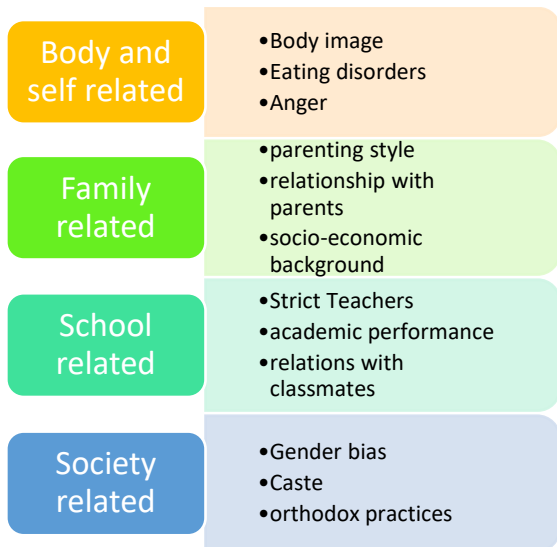 Body and
self related
•Body image
•Eating disorders
•Anger
Family
related
•parenting style
•relationship with
parents
•socio-economic
background
School
related
•Strict Teachers
•academic performance
•relations with
classmates
Society
related
•Gender bias
•Caste
•orthodox practices